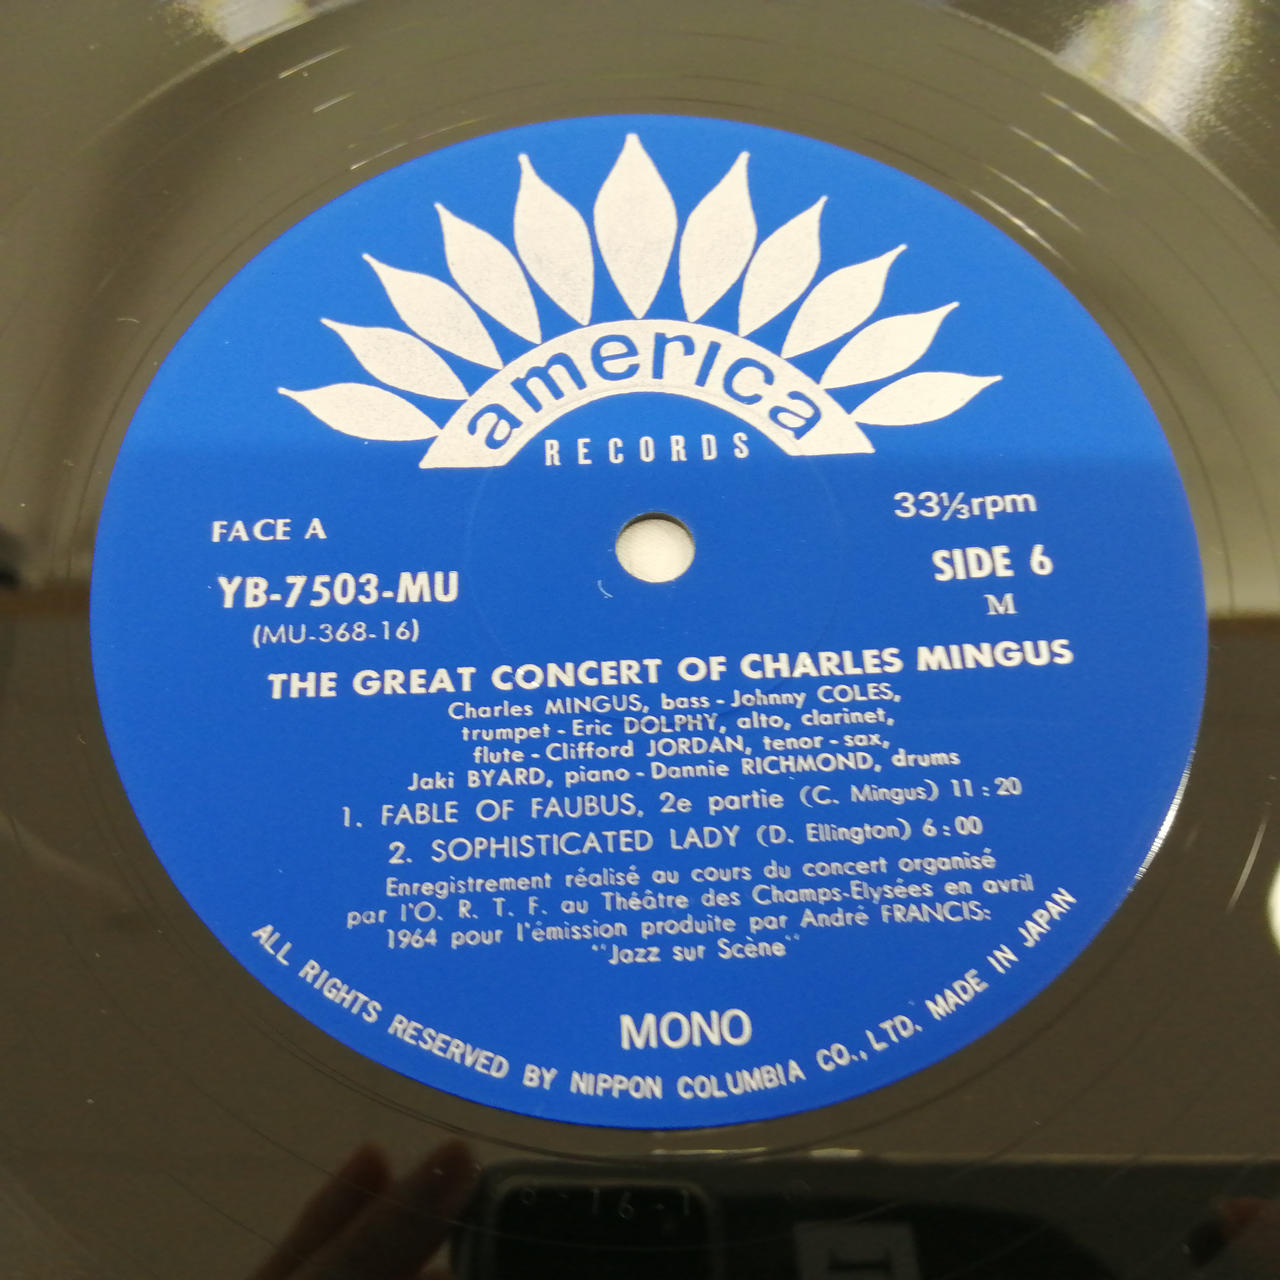 america
RECORDS
33⅓rpm
FACE A
SIDE 6
YB-7503-MU
M
(MU-368-16)
THE GREAT CONCERT OF CHARLES MINGUS
Charles MINGUS, bass - Johnny COLES,
trumpet - Eric DOLPHY, alto, clarinet,
flute - Clifford JORDAN, tenor - sax,
Jaki BYARD, piano - Dannie RICHMOND, drums
1. FABLE OF FAUBUS, 2e partie (C. Mingus) 11 : 20
2. SOPHISTICATED LADY (D. Ellington) 6 : 00
Enregistrement réalisé au cours du concert organisé
par l'O. R. T. F. au Théâtre des Champs-Elysées en avril
1964 pour l'émission produite par André FRANCIS:
"Jazz sur Scène"
MONO
ALL RIGHTS RESERVED BY NIPPON COLUMBIA CO., LTD. MADE IN JAPAN